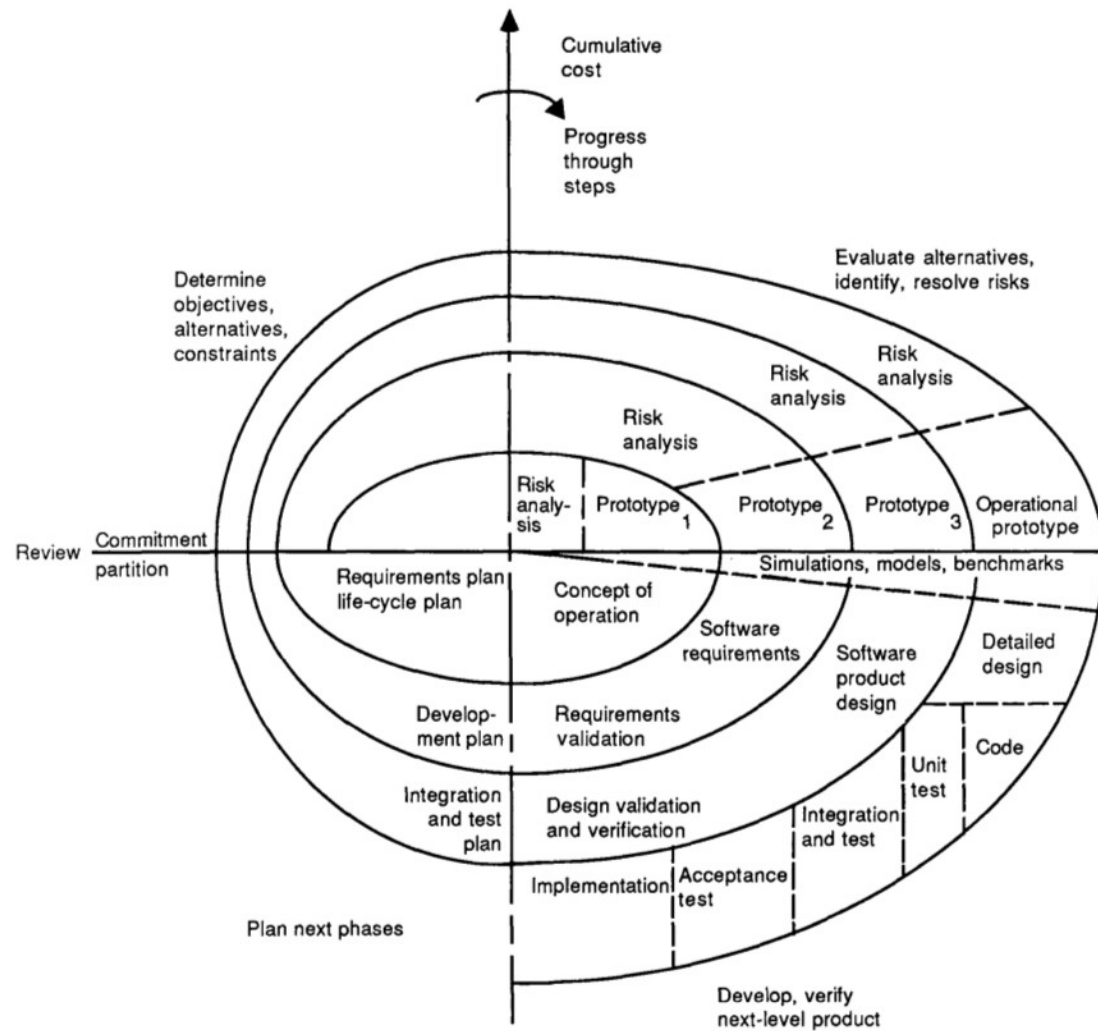 Cumulative
cost
Progress
through
steps
Determine
objectives,
alternatives,
constraints
Evaluate alternatives,
identify, resolve risks
Risk
analysis
Risk
analysis
Risk
analysis
Risk
analy-
sis
Prototype 1
Prototype 2
Prototype 3
Operational
prototype
Review
Commitment
partition
Simulations, models, benchmarks
Requirements plan
life-cycle plan
Concept of
operation
Software
requirements
Software
product
design
Detailed
design
Develop-
ment plan
Requirements
validation
Unit
test
Code
Integration
and test
plan
Design validation
and verification
Integration
and test
Implementation
Acceptance
test
Plan next phases
Develop, verify
next-level product